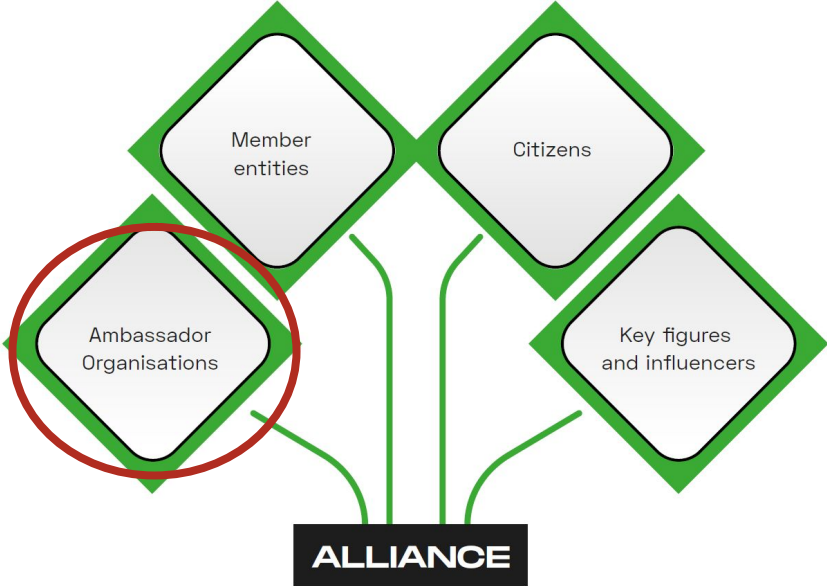 Member
entities
Citizens
Ambassador
Organisations
Key figures
and influencers
ALLIANCE